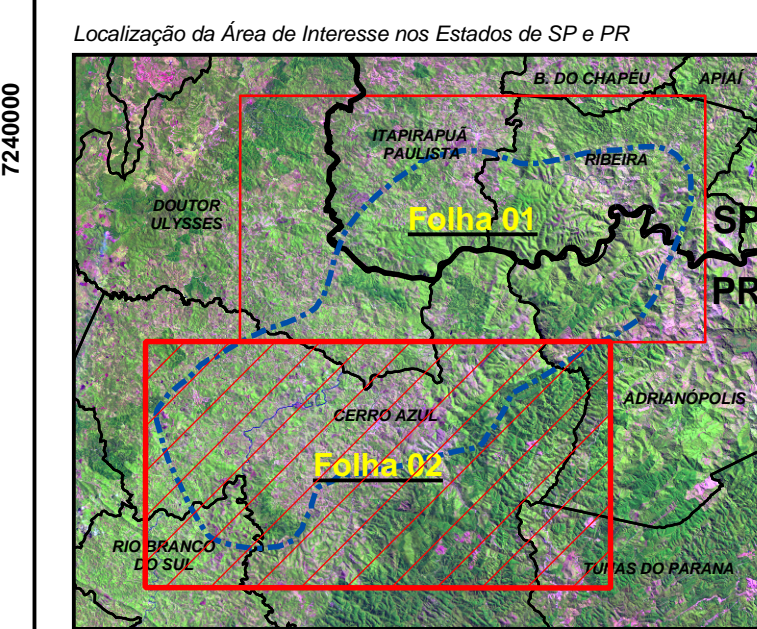 Localização da Área de Interesse nos Estados de SP e PR
7240000
B. DO CHAPÉU
APIAÍ
ITAPIRAPUÃ
PAULISTA
RIBEIRA
DOUTOR
ULYSSES
Folha 01
SP
PR
ADRIANÓPOLIS
CERRO AZUL
Folha 02
RIO BRANCO
DO SUL
TUNAS DO PARANA